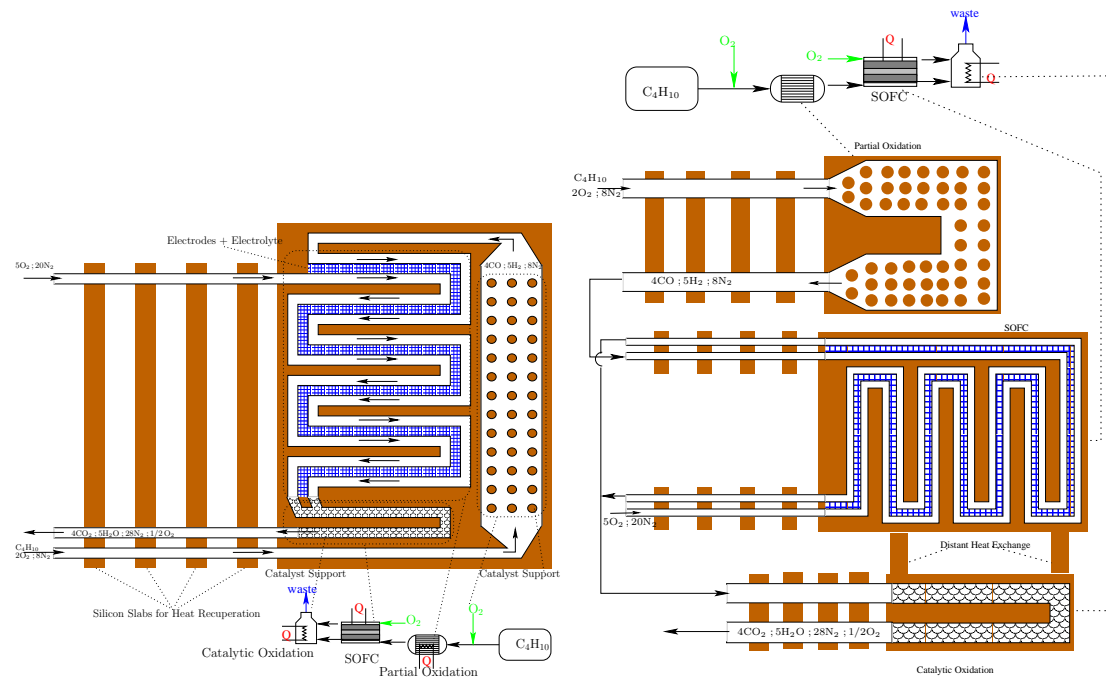 Electrodes + Electrolyte
5O₂ ; 20N₂
4CO ; 5H₂ ; 8N₂
4CO₂ ; 5H₂O ; 28N₂ ; 1/2O₂
C₄H₁₀
2O₂ ; 8N₂
Catalyst Support
Catalyst Support
Silicon Slabs for Heat Recuperation
waste
Q
O₂
O₂
Q
Catalytic Oxidation
SOFC
Q
Partial Oxidation
C₄H₁₀
waste
O₂
Q
O₂
Q
C₄H₁₀
SOFC
Partial Oxidation
C₄H₁₀
2O₂ ; 8N₂
4CO ; 5H₂ ; 8N₂
SOFC
5O₂ ; 20N₂
Distant Heat Exchange
4CO₂ ; 5H₂O ; 28N₂ ; 1/2O₂
Catalytic Oxidation